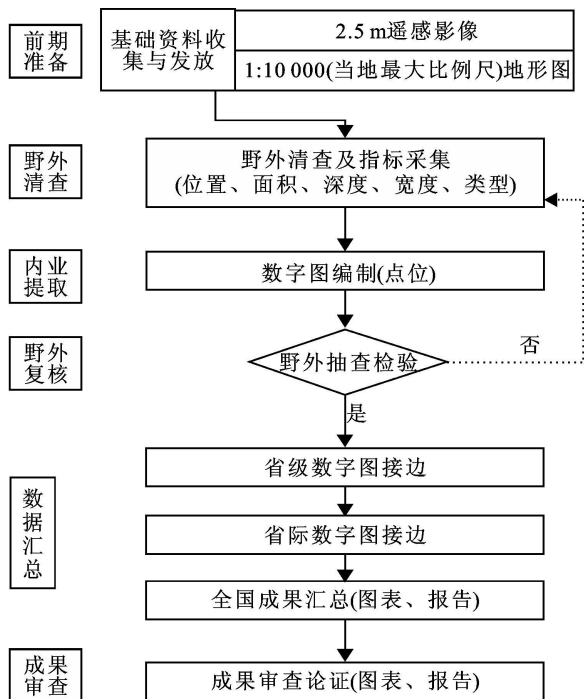 前期
准备
基础资料收
集与发放
2.5 m遥感影像
1:10 000(当地最大比例尺)地形图
野外
清查
野外清查及指标采集
(位置、面积、深度、宽度、类型)
内业
提取
数字图编制(点位)
野外
复核
野外抽查检验
否
是
数
据
汇
总
省级数字图接边
省际数字图接边
全国成果汇总(图表、报告)
成果
审查
成果审查论证(图表、报告)